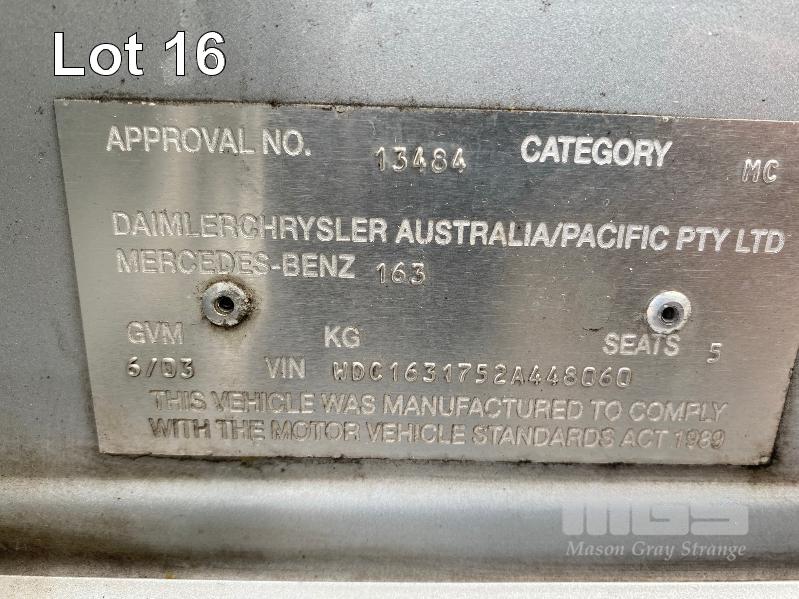 Lot 16
APPROVAL NO. 13484 CATEGORY MC
DAIMLERCHRYSLER AUSTRALIA/PACIFIC PTY LTD
MERCEDES-BENZ 163
GVM KG SEATS 5
6/03 VIN WDC1631752A448060
THIS VEHICLE WAS MANUFACTURED TO COMPLY
WITH THE MOTOR VEHICLE STANDARDS ACT 1989
MGS
Mason Gray Strange